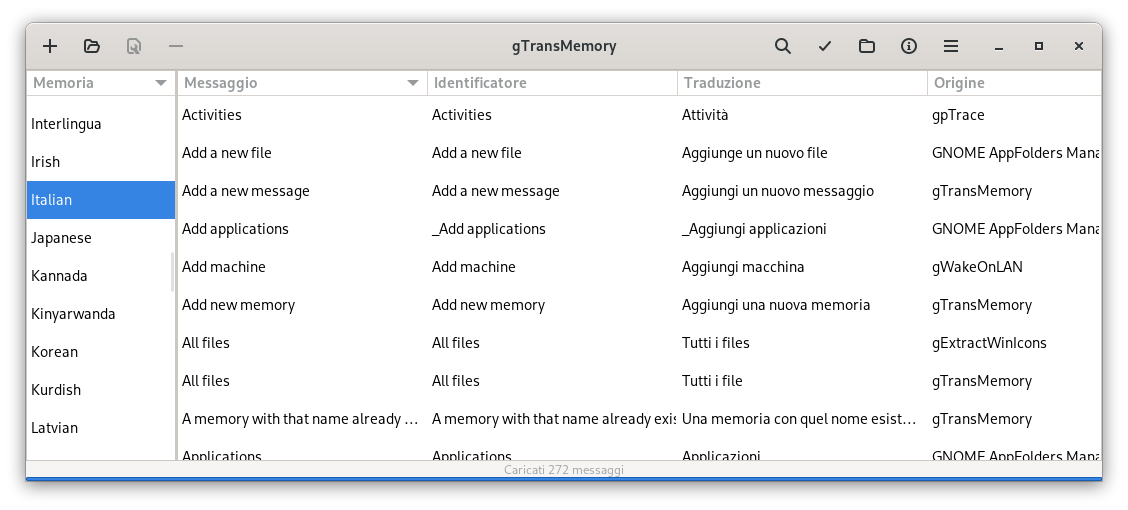 gTransMemory
Memoria Messaggio Identificatore Traduzione Origine
Interlingua
Irish
Italian
Japanese
Kannada
Kinyarwanda
Korean
Kurdish
Latvian
Activities Activities Attività gpTrace
Add a new file Add a new file Aggiunge un nuovo file GNOME AppFolders Mana
Add a new message Add a new message Aggiungi un nuovo messaggio gTransMemory
Add applications _Add applications _Aggiungi applicazioni GNOME AppFolders Mana
Add machine Add machine Aggiungi macchina gWakeOnLAN
Add new memory Add new memory Aggiungi una nuova memoria gTransMemory
All files All files Tutti i files gExtractWinIcons
All files All files Tutti i file gTransMemory
A memory with that name already ... A memory with that name already exis Una memoria con quel nome esist... gTransMemory
Applications Applications Applicazioni GNOME AppFolders Mana
Caricati 272 messaggi